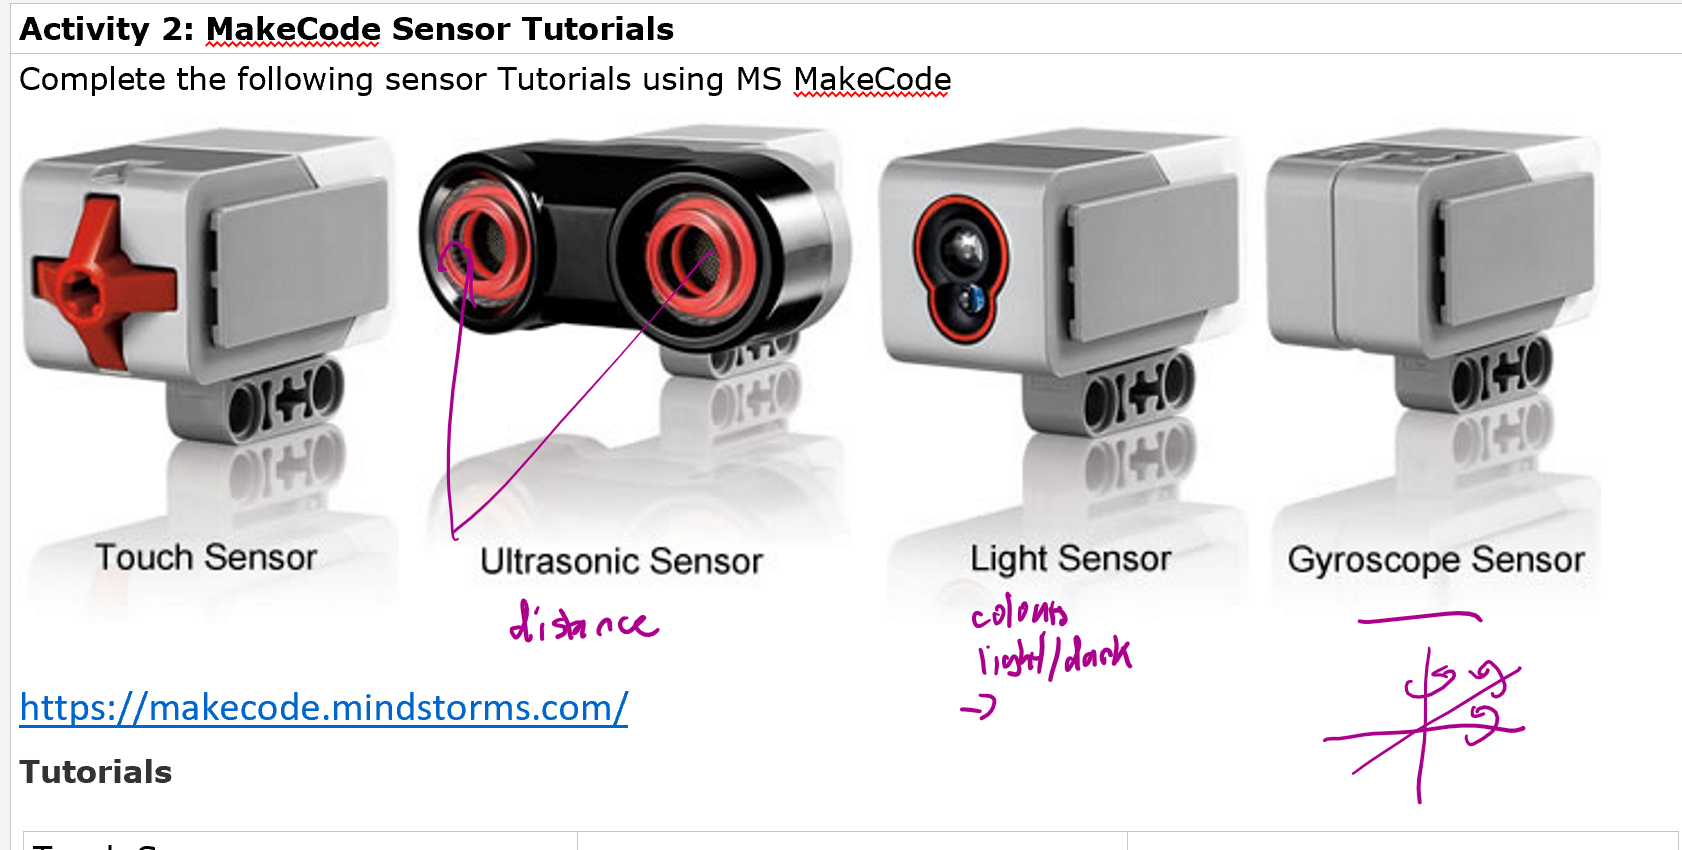 Activity 2: MakeCode Sensor Tutorials
Complete the following sensor Tutorials using MS MakeCode
Touch Sensor
Ultrasonic Sensor
Light Sensor
Gyroscope Sensor
distance
colours
light/dark
https://makecode.mindstorms.com/
Tutorials